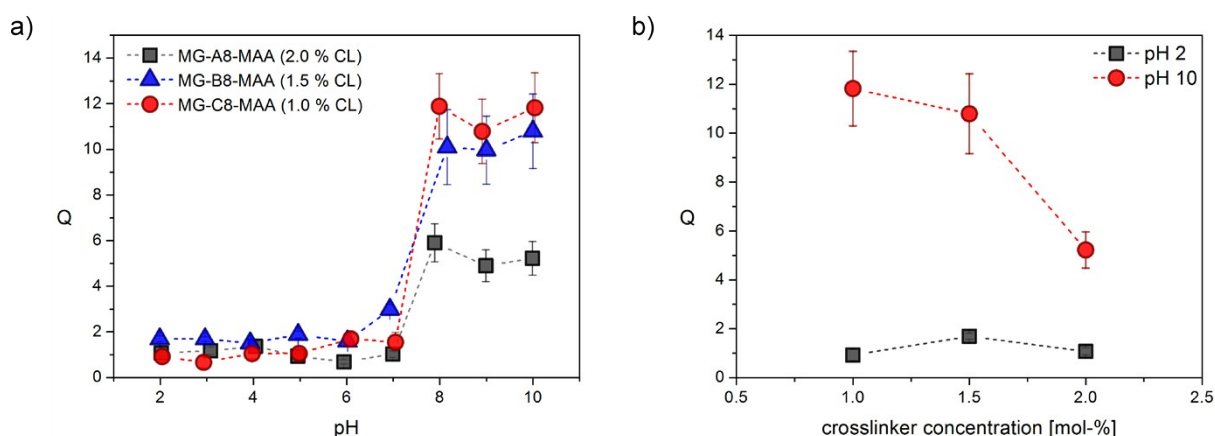 a)
14
12
10
8
6
4
2
0
Q
MG-A8-MAA (2.0 % CL)
MG-B8-MAA (1.5 % CL)
MG-C8-MAA (1.0 % CL)
2 4 6 8 10
pH
b)
14
12
10
8
6
4
2
0
Q
pH 2
pH 10
0.5 1.0 1.5 2.0 2.5
crosslinker concentration [mol-%]